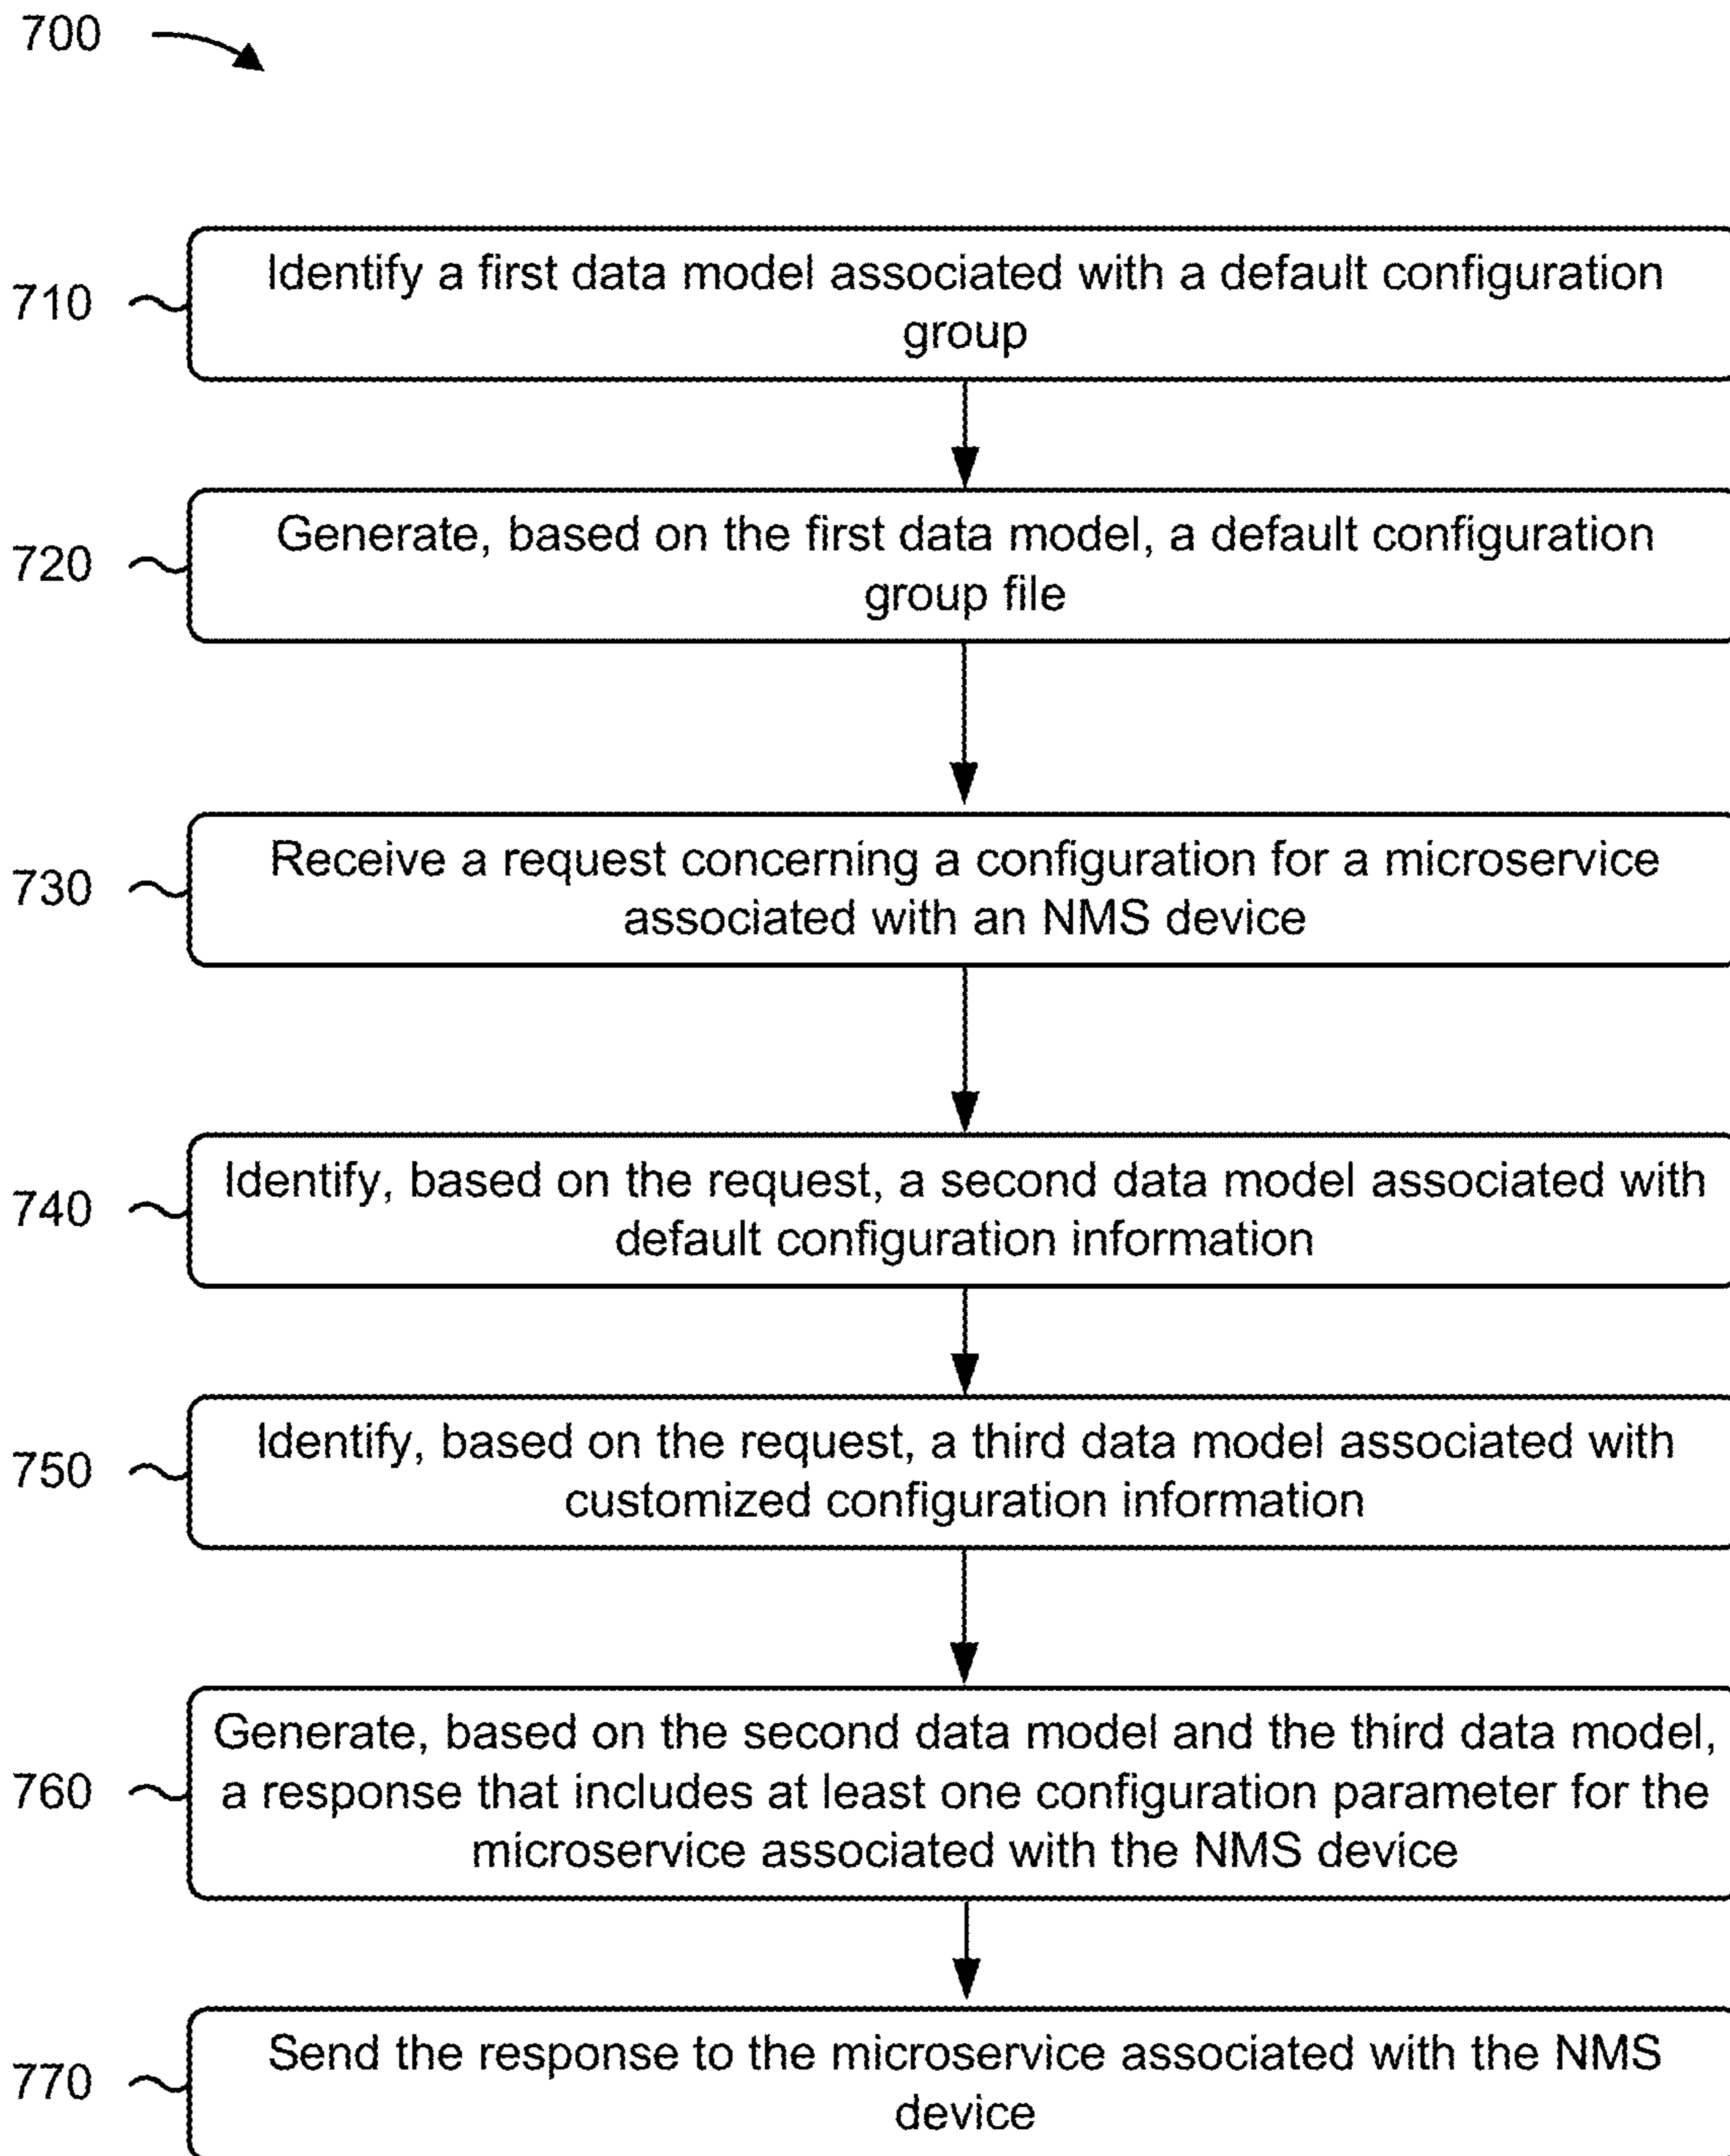 700
710
Identify a first data model associated with a default configuration
group
720
Generate, based on the first data model, a default configuration
group file
730
Receive a request concerning a configuration for a microservice
associated with an NMS device
740
Identify, based on the request, a second data model associated with
default configuration information
750
Identify, based on the request, a third data model associated with
customized configuration information
760
Generate, based on the second data model and the third data model,
a response that includes at least one configuration parameter for the
microservice associated with the NMS device
770
Send the response to the microservice associated with the NMS
device